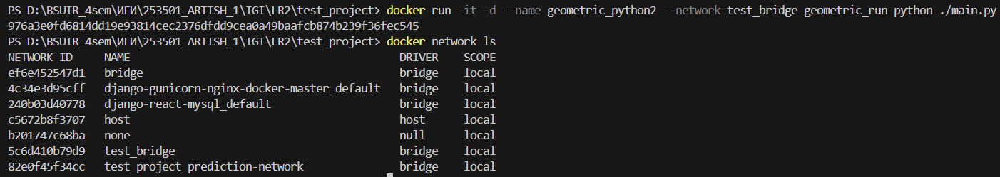 PS D:\BSUIR_4sem\ИГИ\253501_ARTISH_1\IGI\LR2\test_project> docker run -it -d --name geometric_python2 --network test_bridge geometric_run python ./main.py
976a3e0fd6814dd19e93814cec2376dfdd9cea0a49baafcb874b239f36fec545
PS D:\BSUIR_4sem\ИГИ\253501_ARTISH_1\IGI\LR2\test_project> docker network ls
NETWORK ID     NAME                                    DRIVER    SCOPE
ef6e452547d1   bridge                                  bridge    local
4c34e3d95cff   django-gunicorn-nginx-docker-master_default   bridge    local
240b03d40778   django-react-mysql_default              bridge    local
c5672b8f3707   host                                    host      local
b201747c68ba   none                                    null      local
5c6d410b79d9   test_bridge                             bridge    local
82e0f45f34cc   test_project_prediction-network         bridge    local